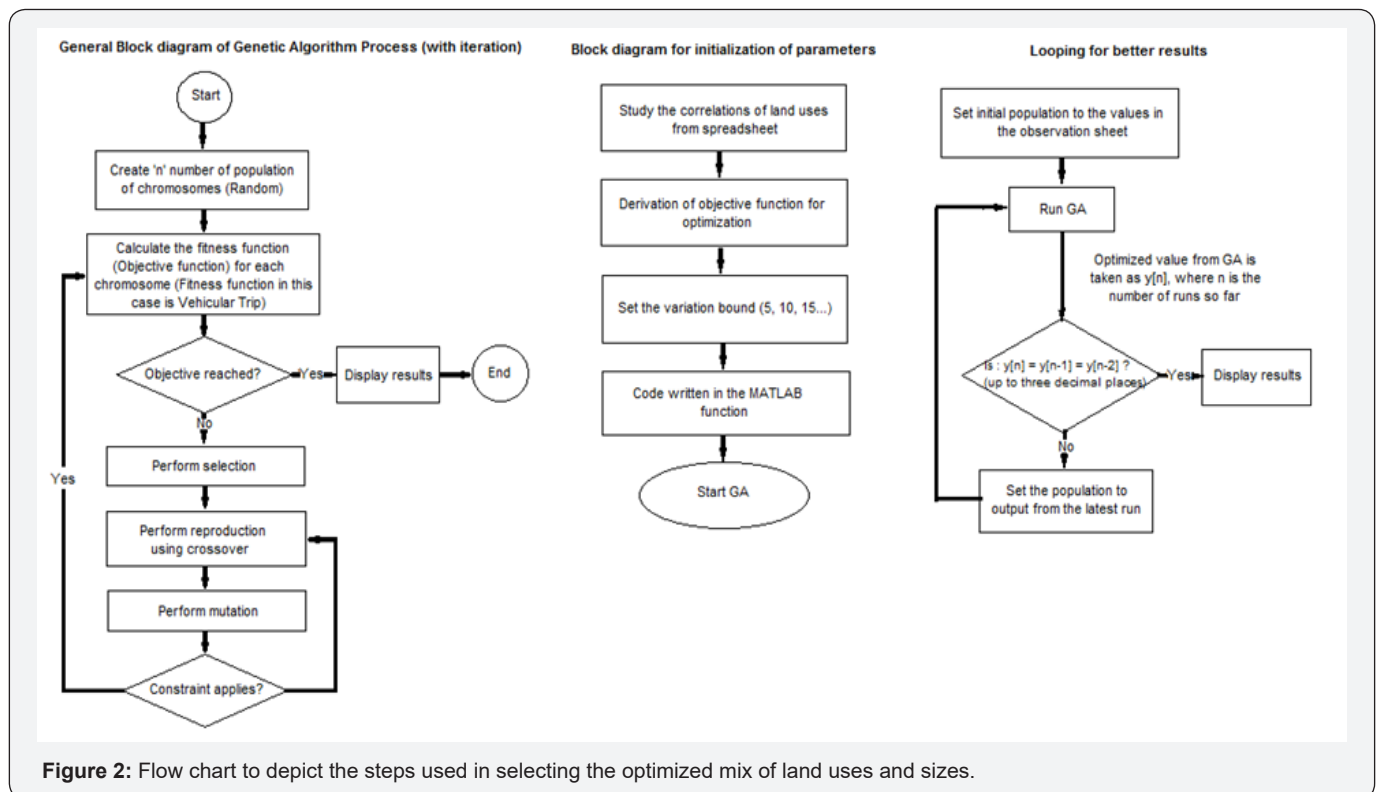 General Block diagram of Genetic Algorithm Process (with iteration)
Start
Create 'n' number of population
of chromosomes (Random)
Calculate the fitness function
(Objective function) for each
chromosome (Fitness function in this
case is Vehicular Trip)
Objective reached?
Yes
Display results
End
No
Perform selection
Yes
Perform reproduction
using crossover
Perform mutation
Constraint applies?
Block diagram for initialization of parameters
Study the correlations of land uses
from spreadsheet
Derivation of objective function for
optimization
Set the variation bound (5, 10, 15...)
Code written in the MATLAB
function
Start GA
Looping for better results
Set initial population to the values in
the observation sheet
Run GA
Optimized value from GA is
taken as y[n], where n is the
number of runs so far
Is : y[n] = y[n-1] = y[n-2] ?
(up to three decimal places)
Yes
Display results
No
Set the population to
output from the latest run
Figure 2: Flow chart to depict the steps used in selecting the optimized mix of land uses and sizes.